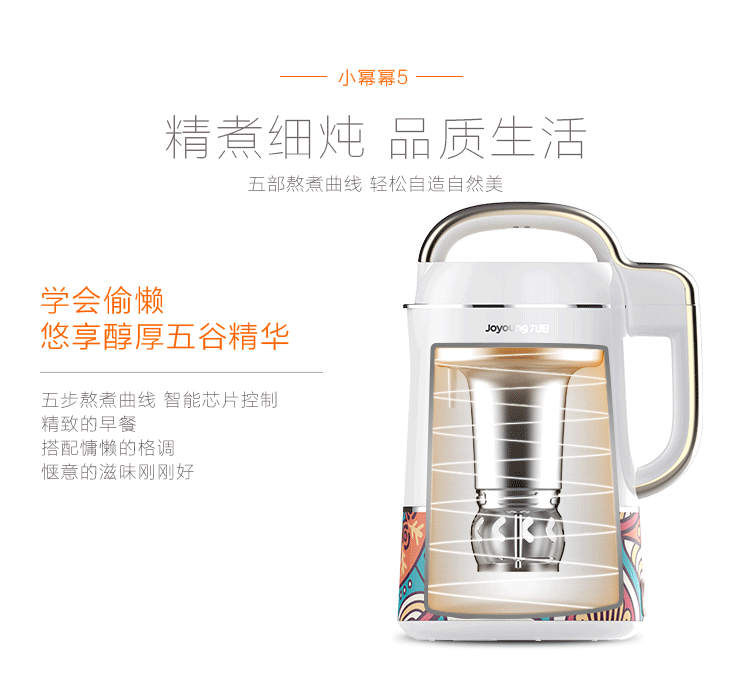 小幂幂5
精煮细炖 品质生活
五部熬煮曲线 轻松自造自然美
学会偷懒
悠享醇厚五谷精华
五步熬煮曲线 智能芯片控制
精致的早餐
搭配慵懒的格调
惬意的滋味刚刚好
Joyoung九阳